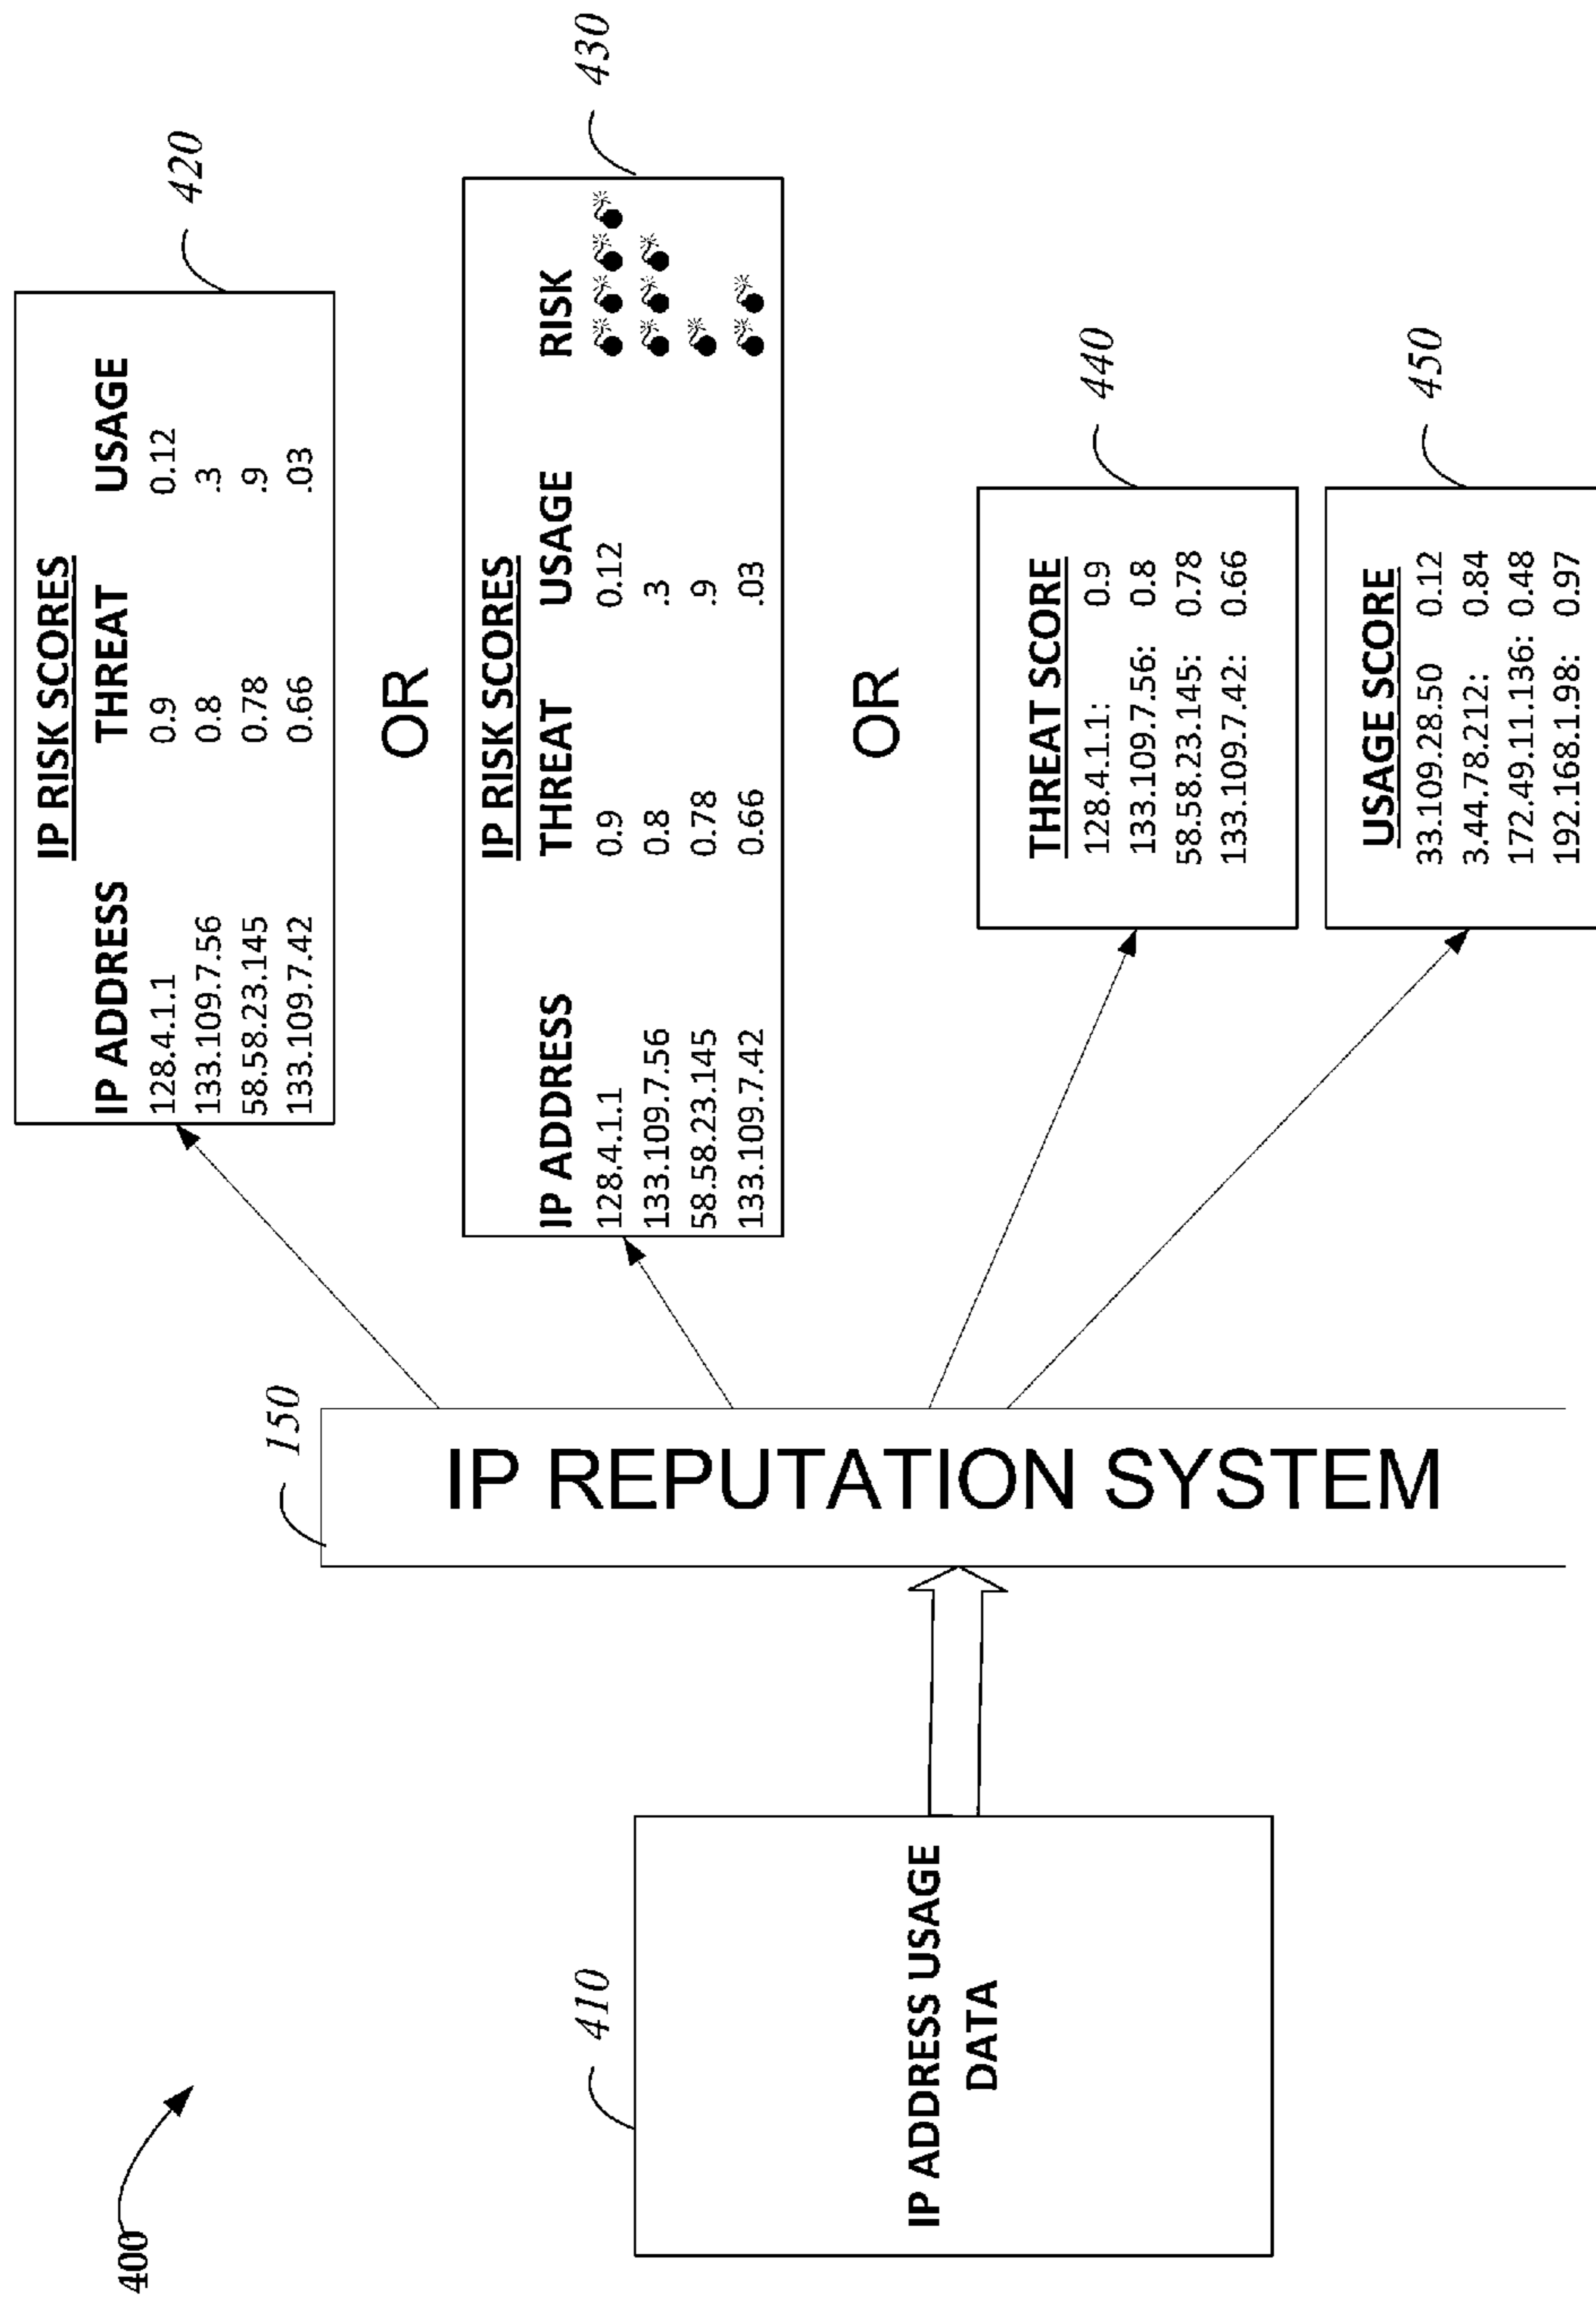 400
410
IP ADDRESS USAGE
DATA
150
IP REPUTATION SYSTEM
420
IP RISK SCORES
IP ADDRESS THREAT USAGE
128.4.1.1 0.9 0.12
133.109.7.56 0.8 .3
58.58.23.145 0.78 .9
133.109.7.42 0.66 .03
OR
430
IP RISK SCORES
IP ADDRESS THREAT USAGE RISK
128.4.1.1 0.9 0.12
133.109.7.56 0.8 .3
58.58.23.145 0.78 .9
133.109.7.42 0.66 .03
OR
440
THREAT SCORE
128.4.1.1: 0.9
133.109.7.56: 0.8
58.58.23.145: 0.78
133.109.7.42: 0.66
450
USAGE SCORE
33.109.28.50 0.12
3.44.78.212: 0.84
172.49.11.136: 0.48
192.168.1.98: 0.97